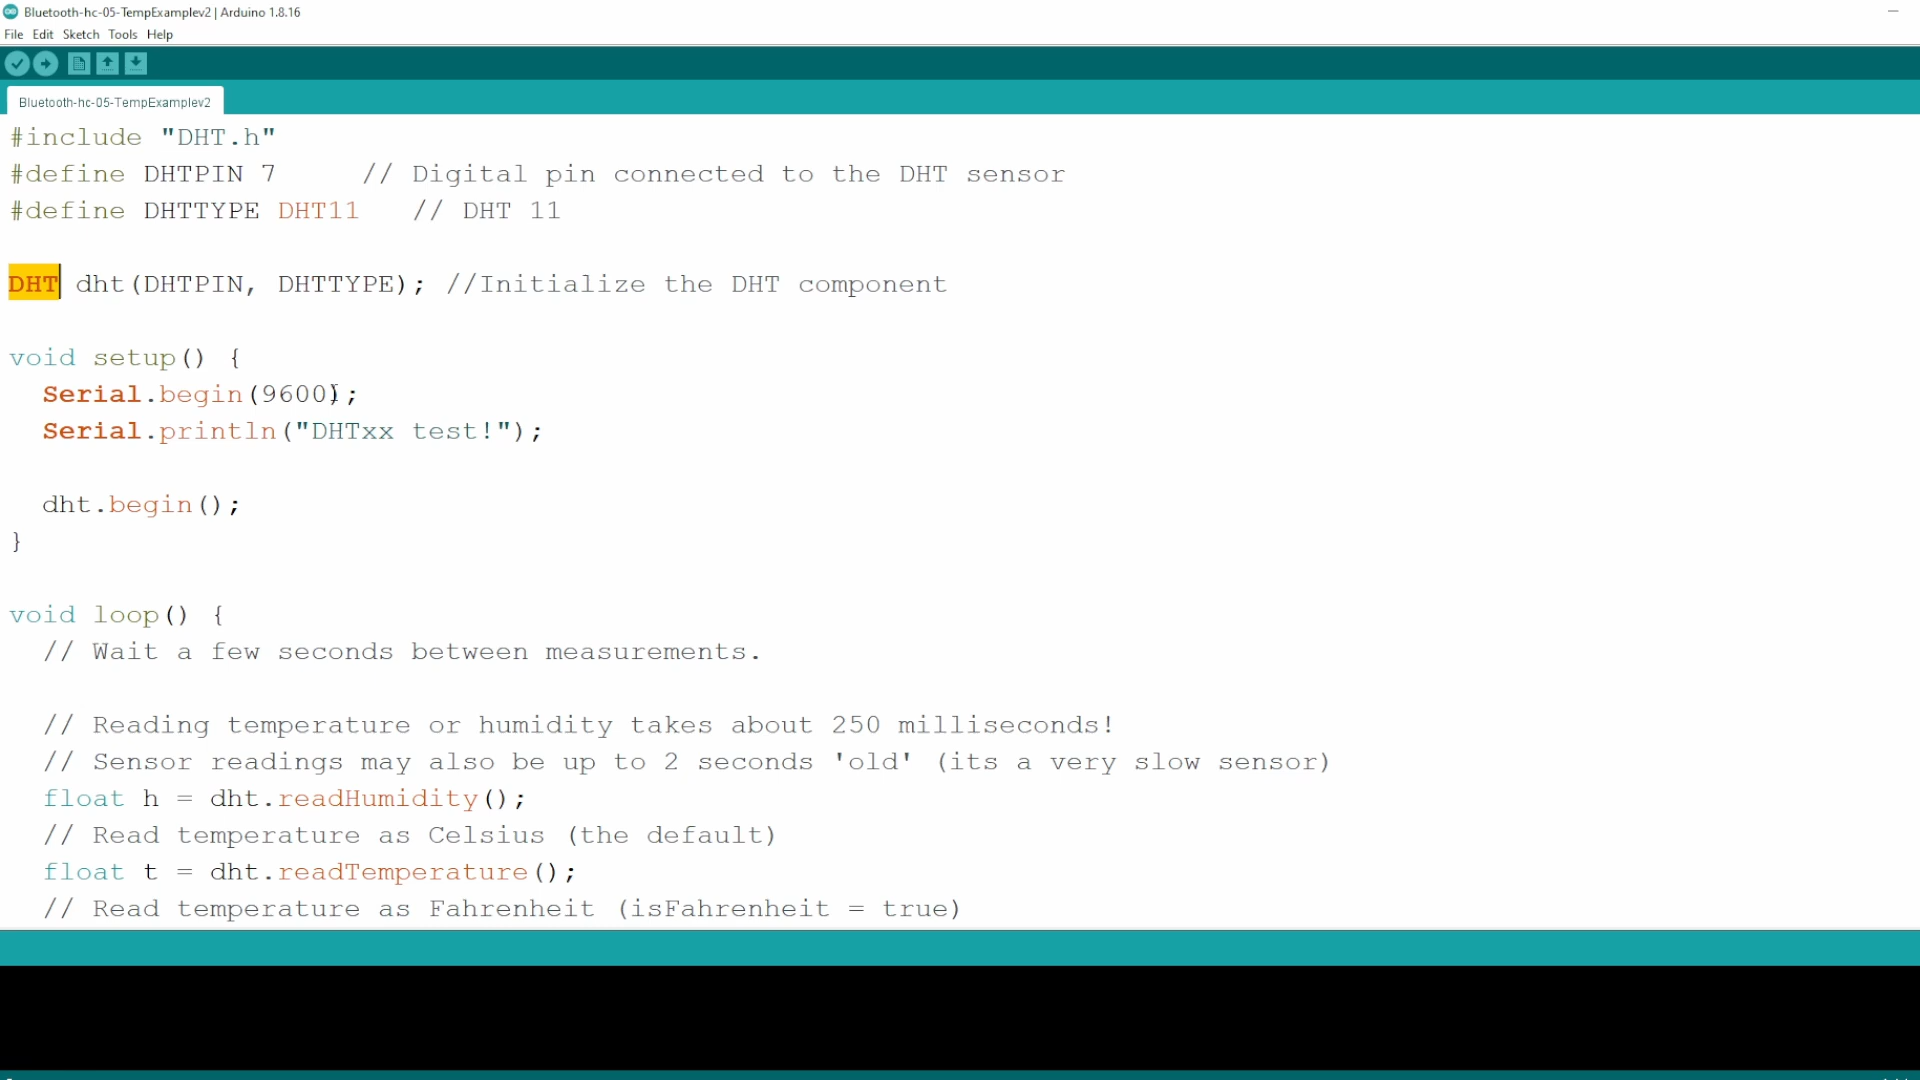 Bluetooth-hc-05-TempExamplev2 | Arduino 1.8.16
File Edit Sketch Tools Help
Bluetooth-hc-05-TempExamplev2
#include "DHT.h"
#define DHTPIN 7     // Digital pin connected to the DHT sensor
#define DHTTYPE DHT11   // DHT 11
DHT dht(DHTPIN, DHTTYPE); //Initialize the DHT component
void setup() {
  Serial.begin(9600);
  Serial.println("DHTxx test!");
  dht.begin();
}
void loop() {
  // Wait a few seconds between measurements.
  // Reading temperature or humidity takes about 250 milliseconds!
  // Sensor readings may also be up to 2 seconds 'old' (its a very slow sensor)
  float h = dht.readHumidity();
  // Read temperature as Celsius (the default)
  float t = dht.readTemperature();
  // Read temperature as Fahrenheit (isFahrenheit = true)